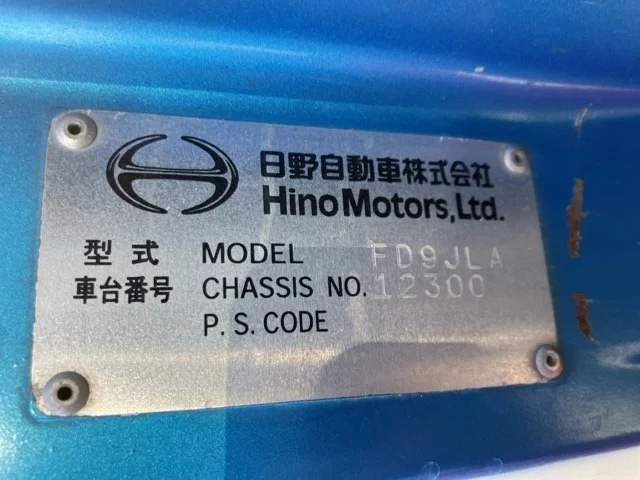 日野自動車株式会社
Hino Motors, Ltd.
型式 MODEL FD9JLA
車台番号 CHASSIS NO. 12300
P. S. CODE